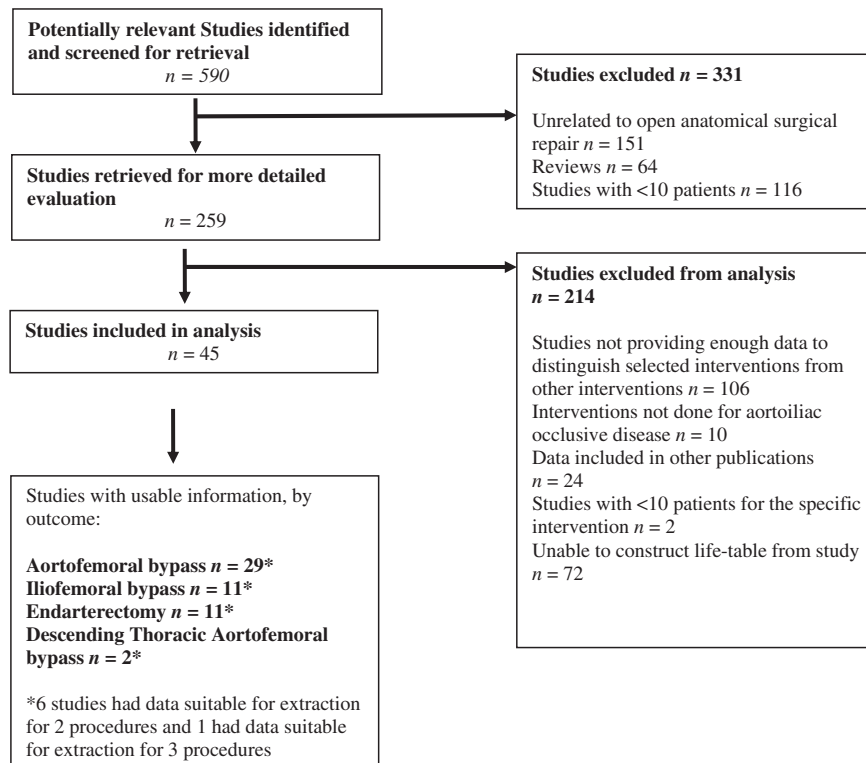 Potentially relevant Studies identified
and screened for retrieval
n = 590
Studies excluded n = 331
Unrelated to open anatomical surgical
repair n = 151
Reviews n = 64
Studies with <10 patients n = 116
Studies retrieved for more detailed
evaluation
n = 259
Studies excluded from analysis
n = 214
Studies not providing enough data to
distinguish selected interventions from
other interventions n = 106
Interventions not done for aortoiliac
occlusive disease n = 10
Data included in other publications
n = 24
Studies with <10 patients for the specific
intervention n = 2
Unable to construct life-table from study
n = 72
Studies included in analysis
n = 45
Studies with usable information, by
outcome:
Aortofemoral bypass n = 29*
Iliofemoral bypass n = 11*
Endarterectomy n = 11*
Descending Thoracic Aortofemoral
bypass n = 2*
*6 studies had data suitable for extraction
for 2 procedures and 1 had data suitable
for extraction for 3 procedures